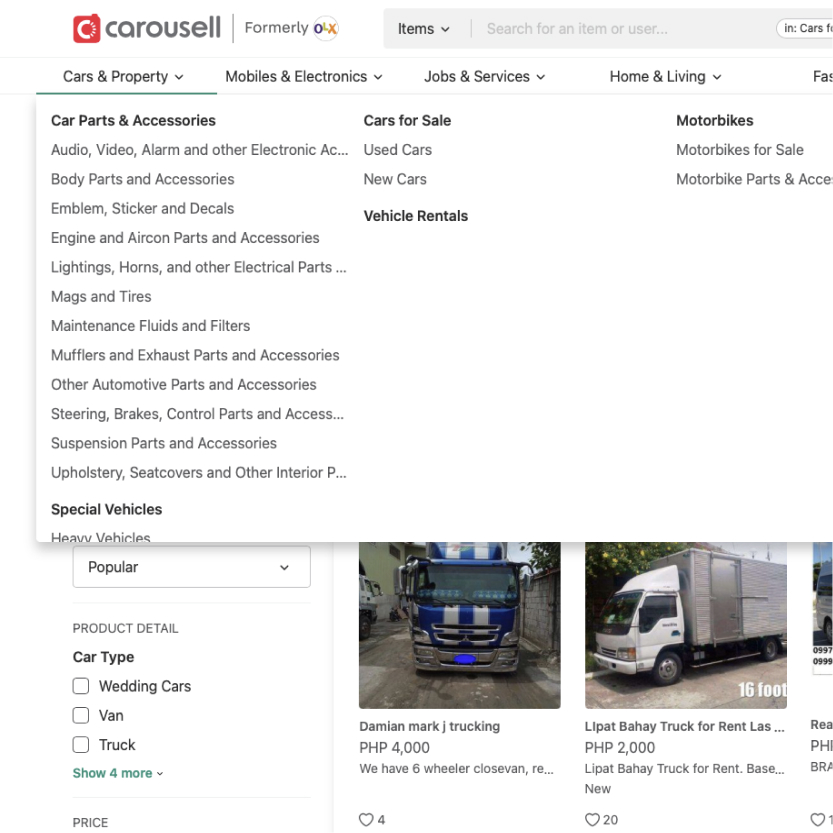 carousell Formerly OLX
Items
Search for an item or user...
in: Cars fo
Cars & Property
Mobiles & Electronics
Jobs & Services
Home & Living
Fas
Car Parts & Accessories
Audio, Video, Alarm and other Electronic Ac...
Body Parts and Accessories
Emblem, Sticker and Decals
Engine and Aircon Parts and Accessories
Lightings, Horns, and other Electrical Parts ...
Mags and Tires
Maintenance Fluids and Filters
Mufflers and Exhaust Parts and Accessories
Other Automotive Parts and Accessories
Steering, Brakes, Control Parts and Access...
Suspension Parts and Accessories
Upholstery, Seatcovers and Other Interior P...
Special Vehicles
Heavy Vehicles
Cars for Sale
Used Cars
New Cars
Vehicle Rentals
Motorbikes
Motorbikes for Sale
Motorbike Parts & Acces
Popular
PRODUCT DETAIL
Car Type
Wedding Cars
Van
Truck
Show 4 more
PRICE
Damian mark j trucking
PHP 4,000
We have 6 wheeler closevan, re...
4
16 foot
LIpat Bahay Truck for Rent Las ...
PHP 2,000
Lipat Bahay Truck for Rent. Base...
New
20
0997
0999
Rea
PHI
BRA
1